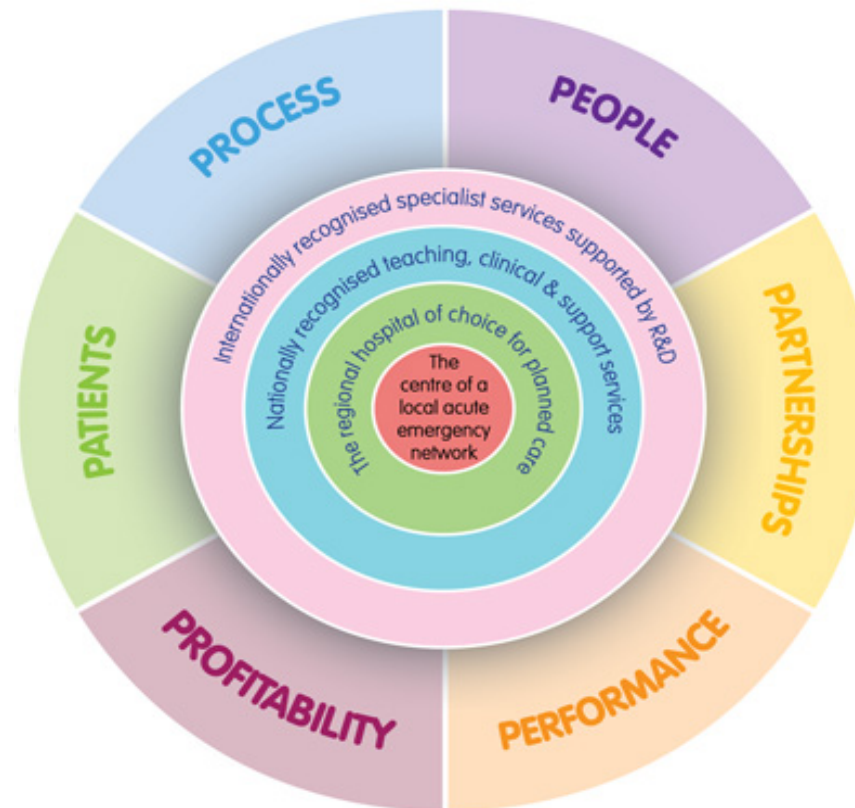 PROCESS
PEOPLE
PARTNERSHIPS
PERFORMANCE
PROFITABILITY
PATIENTS
Internationally recognised specialist services supported by R&D
Nationally recognised teaching, clinical & support services
The regional hospital of choice for planned care
The
centre of a
local acute
emergency
network